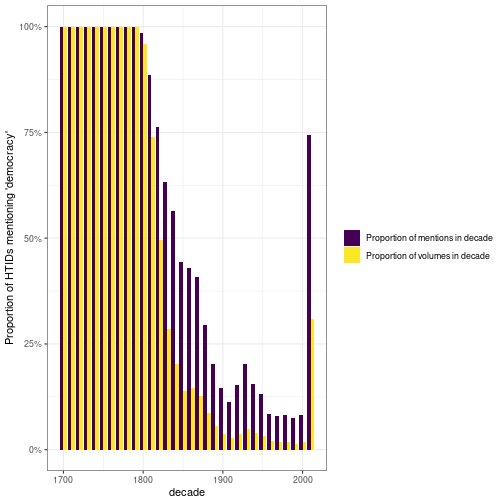 Proportion of HTIDs mentioning 'democracy'
100%
75%
50%
25%
0%
1700
1800
1900
2000
decade
Proportion of mentions in decade
Proportion of volumes in decade